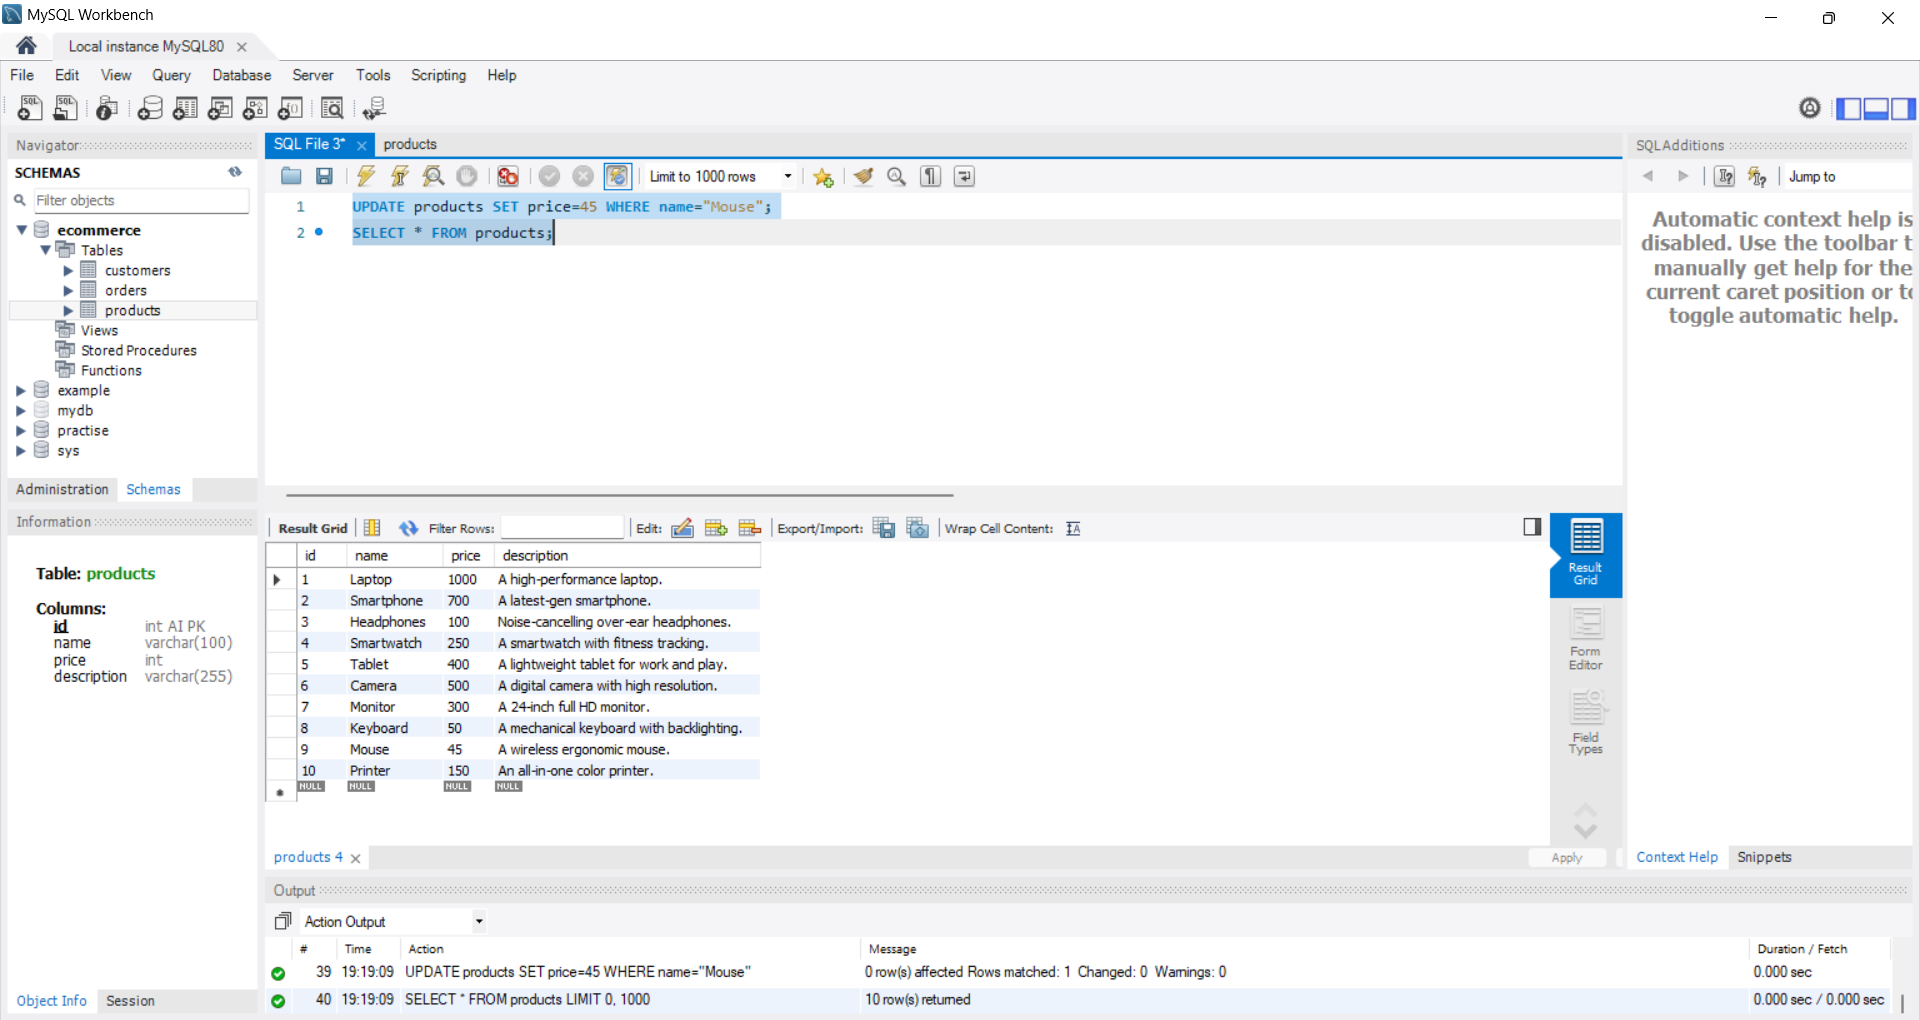 MySQL Workbench
Local instance MySQL80
File Edit View Query Database Server Tools Scripting Help
Navigator
SCHEMAS
Filter objects
ecommerce
Tables
customers
orders
products
Views
Stored Procedures
Functions
example
mydb
practise
sys
Administration Schemas
Information
Table: products
Columns:
id int AI PK
name varchar(100)
price int
description varchar(255)
Object Info Session
SQL File 3* products
Limit to 1000 rows
1 UPDATE products SET price=45 WHERE name="Mouse";
2 SELECT * FROM products;
Result Grid Filter Rows: Edit: Export/Import: Wrap Cell Content:
id name price description
1 Laptop 1000 A high-performance laptop.
2 Smartphone 700 A latest-gen smartphone.
3 Headphones 100 Noise-cancelling over-ear headphones.
4 Smartwatch 250 A smartwatch with fitness tracking.
5 Tablet 400 A lightweight tablet for work and play.
6 Camera 500 A digital camera with high resolution.
7 Monitor 300 A 24-inch full HD monitor.
8 Keyboard 50 A mechanical keyboard with backlighting.
9 Mouse 45 A wireless ergonomic mouse.
10 Printer 150 An all-in-one color printer.
NULL NULL NULL NULL
Result
Grid
Form
Editor
Field
Types
products 4
Apply
SQLAdditions
Jump to
Automatic context help is
disabled. Use the toolbar t
manually get help for the
current caret position or to
toggle automatic help.
Context Help Snippets
Output
Action Output
# Time Action Message Duration / Fetch
39 19:19:09 UPDATE products SET price=45 WHERE name="Mouse" 0 row(s) affected Rows matched: 1 Changed: 0 Warnings: 0 0.000 sec
40 19:19:09 SELECT * FROM products LIMIT 0, 1000 10 row(s) returned 0.000 sec / 0.000 sec